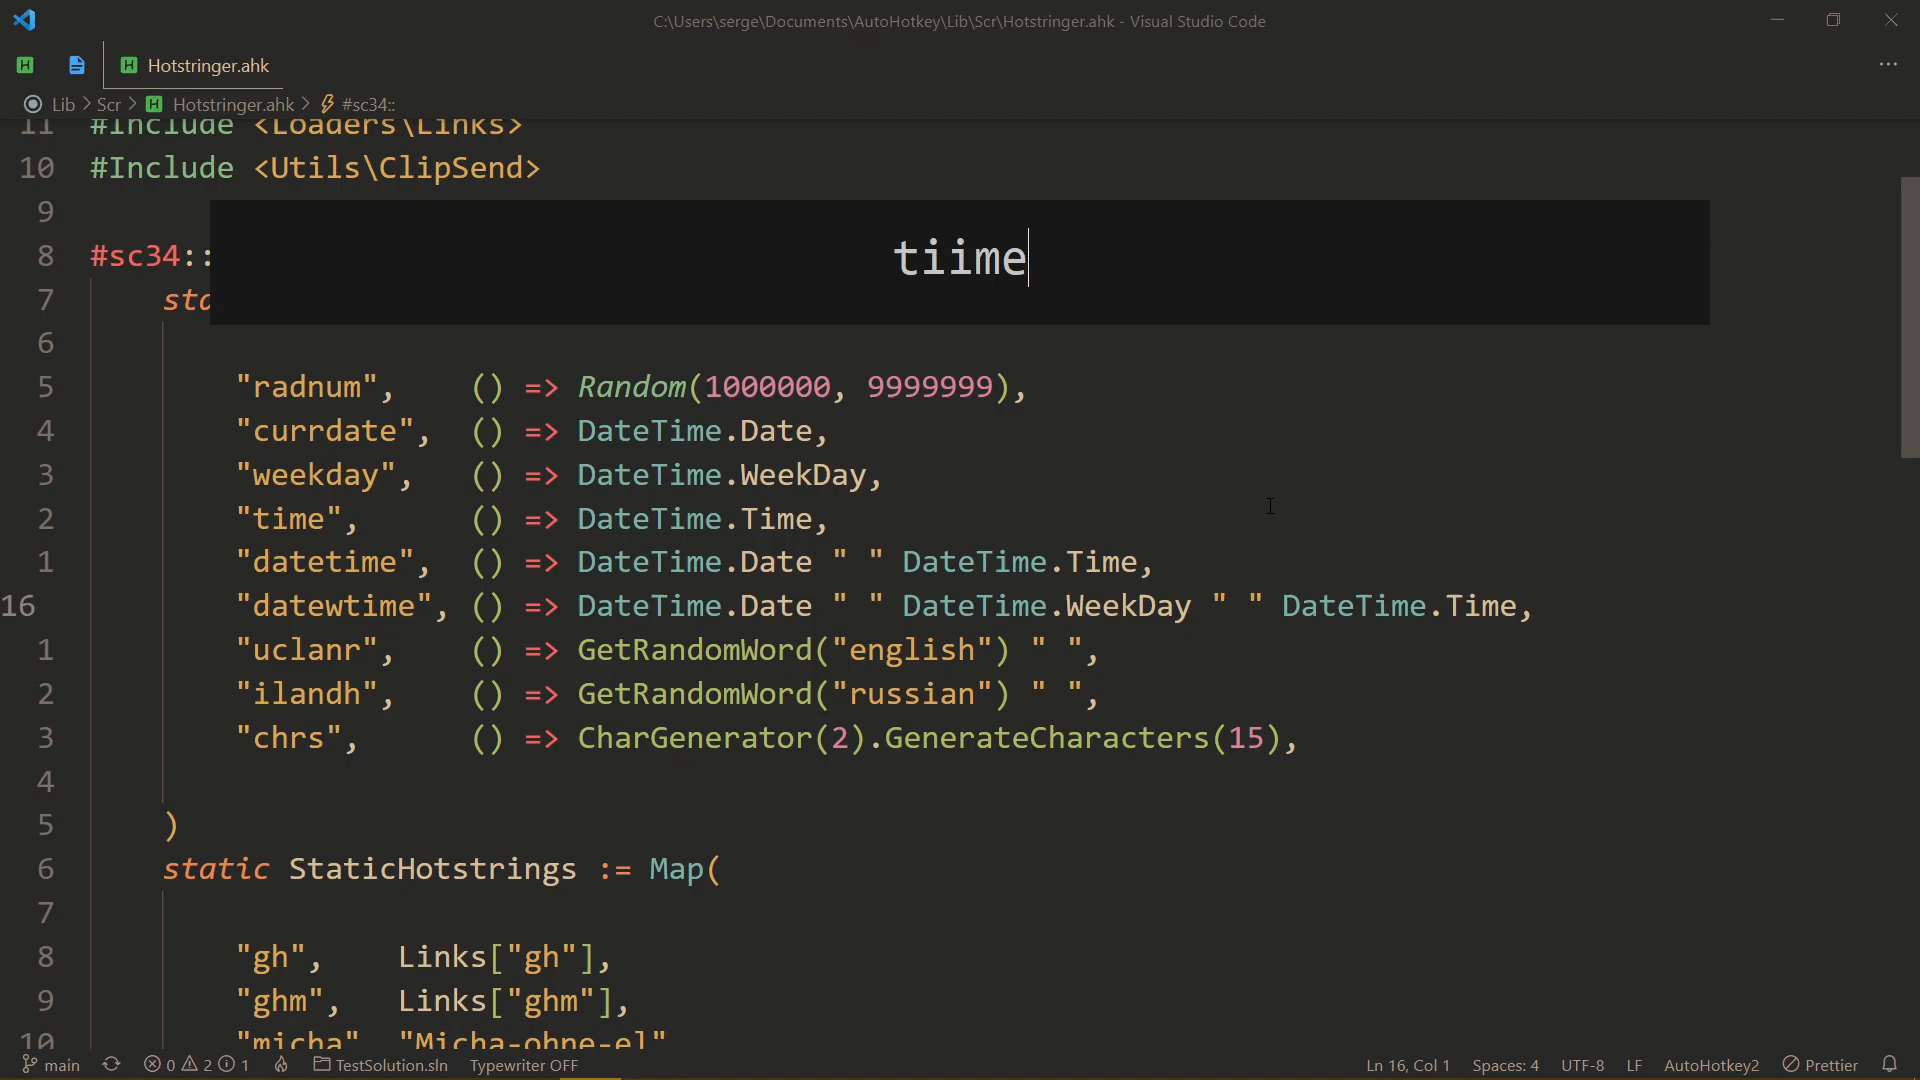 C:\Users\serge\Documents\AutoHotkey\Lib\Scr\Hotstringer.ahk - Visual Studio Code
Hotstringer.ahk
Lib > Scr > Hotstringer.ahk > #sc34::
11 #Include <Loaders\Links>
10 #Include <Utils\ClipSend>
9
8 #sc34::
tiime
7 sta
6
5 "radnum", () => Random(1000000, 9999999),
4 "currdate", () => DateTime.Date,
3 "weekday", () => DateTime.WeekDay,
2 "time", () => DateTime.Time,
1 "datetime", () => DateTime.Date " " DateTime.Time,
16 "datewtime", () => DateTime.Date " " DateTime.WeekDay " " DateTime.Time,
1 "uclanr", () => GetRandomWord("english") " ",
2 "ilandh", () => GetRandomWord("russian") " ",
3 "chrs", () => CharGenerator(2).GenerateCharacters(15),
4
5 )
6 static StaticHotstrings := Map(
7
8 "gh", Links["gh"],
9 "ghm", Links["ghm"],
10 "micha" "Micha-ohne-el"
main 0 2 1 TestSolution.sln Typewriter OFF Ln 16, Col 1 Spaces: 4 UTF-8 LF AutoHotkey2 Prettier